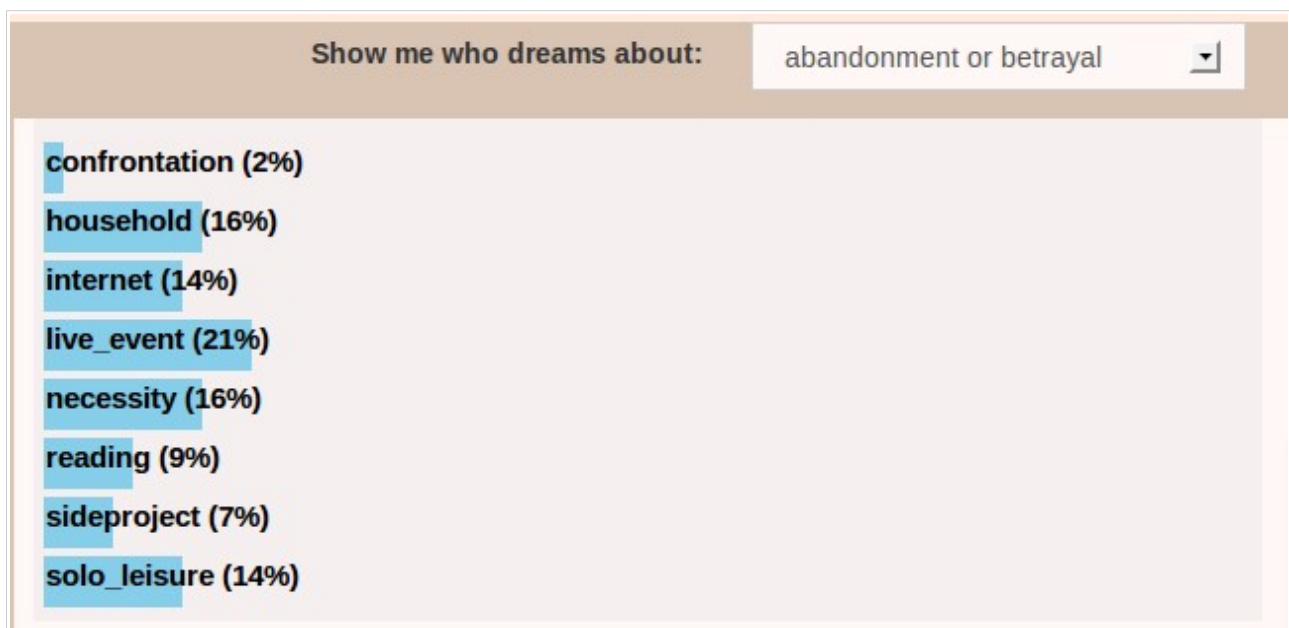 Show me who dreams about: abandonment or betrayal
confrontation (2%)
household (16%)
internet (14%)
live_event (21%)
necessity (16%)
reading (9%)
sideproject (7%)
solo_leisure (14%)